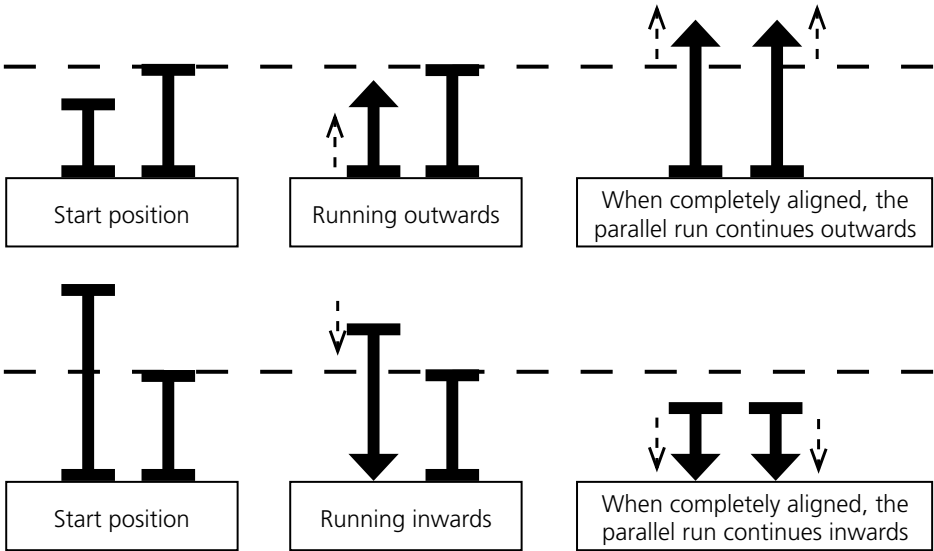 Start position
Running outwards
When completely aligned, the
parallel run continues outwards
Start position
Running inwards
When completely aligned, the
parallel run continues inwards